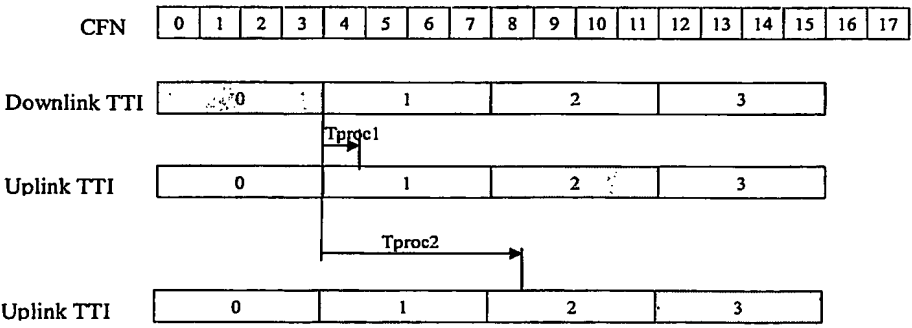 CFN 0 1 2 3 4 5 6 7 8 9 10 11 12 13 14 15 16 17
Downlink TTI 0 1 2 3
Tproc1
Uplink TTI 0 1 2 3
Tproc2
Uplink TTI 0 1 2 3